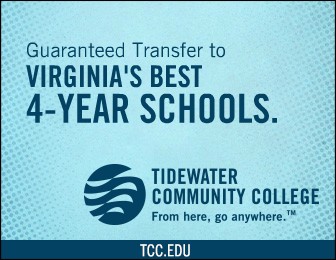 Guaranteed Transfer to
VIRGINIA'S BEST
4-YEAR SCHOOLS.
TIDEWATER
COMMUNITY COLLEGE
From here, go anywhere.™
TCC.EDU